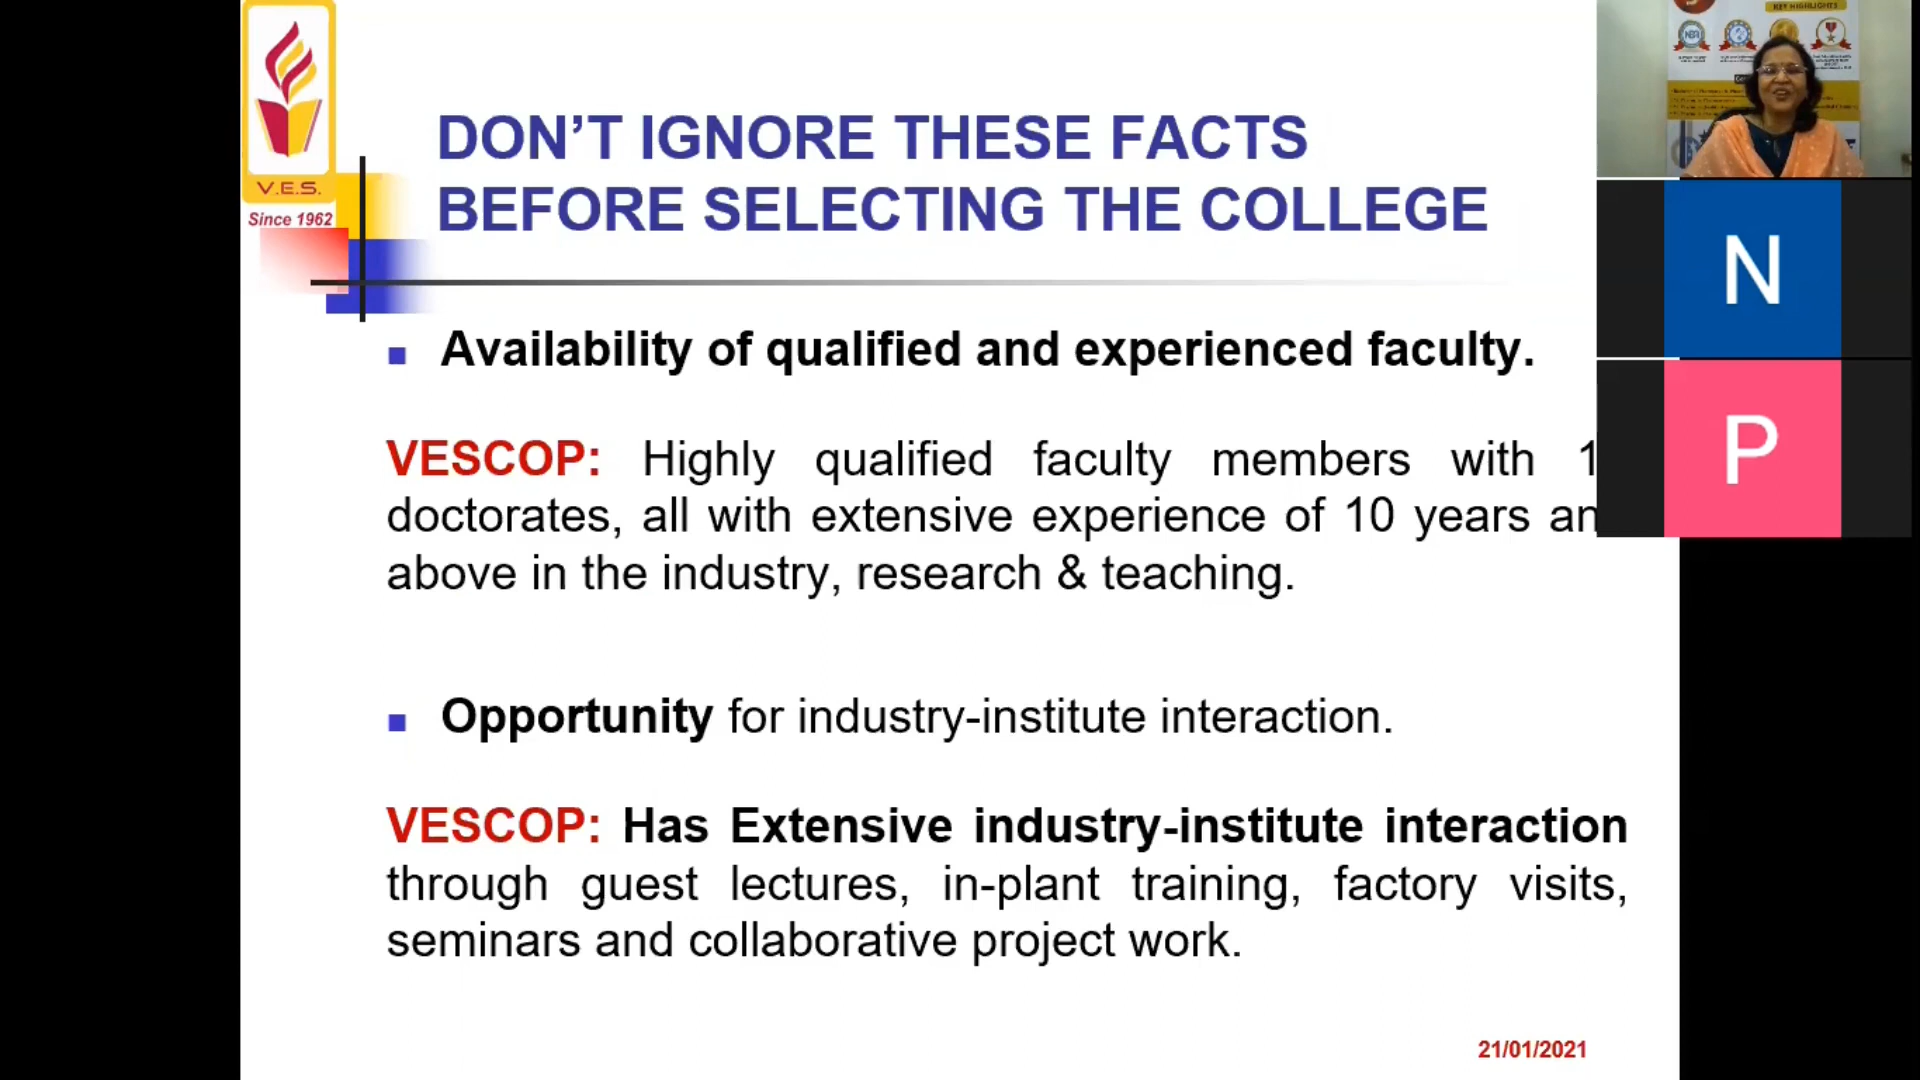 V.E.S.
Since 1962
DON’T IGNORE THESE FACTS
BEFORE SELECTING THE COLLEGE
Availability of qualified and experienced faculty.
VESCOP: Highly qualified faculty members with 1
doctorates, all with extensive experience of 10 years an
above in the industry, research & teaching.
Opportunity for industry-institute interaction.
VESCOP: Has Extensive industry-institute interaction
through guest lectures, in-plant training, factory visits,
seminars and collaborative project work.
21/01/2021
KEY HIGHLIGHTS
NBA
N
P